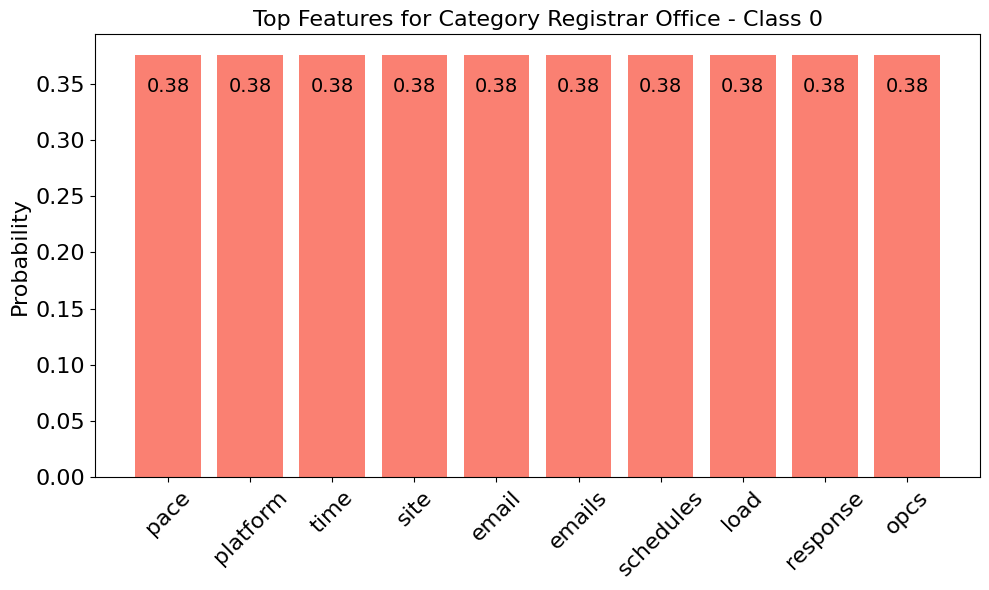 Top Features for Category Registrar Office - Class 0
Probability
0.35
0.30
0.25
0.20
0.15
0.10
0.05
0.00
0.38 0.38 0.38 0.38 0.38 0.38 0.38 0.38 0.38 0.38
pace platform time site email emails schedules load response opcs